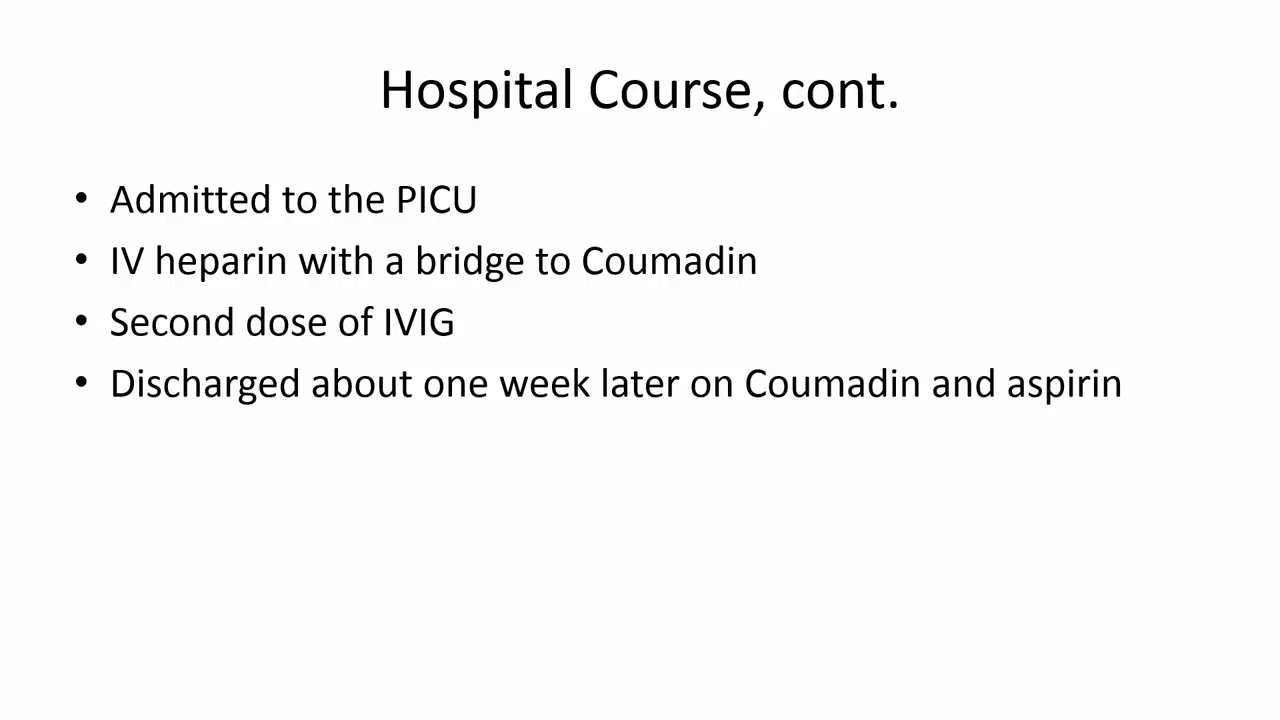 Hospital Course, cont.
• Admitted to the PICU
• IV heparin with a bridge to Coumadin
• Second dose of IVIG
• Discharged about one week later on Coumadin and aspirin